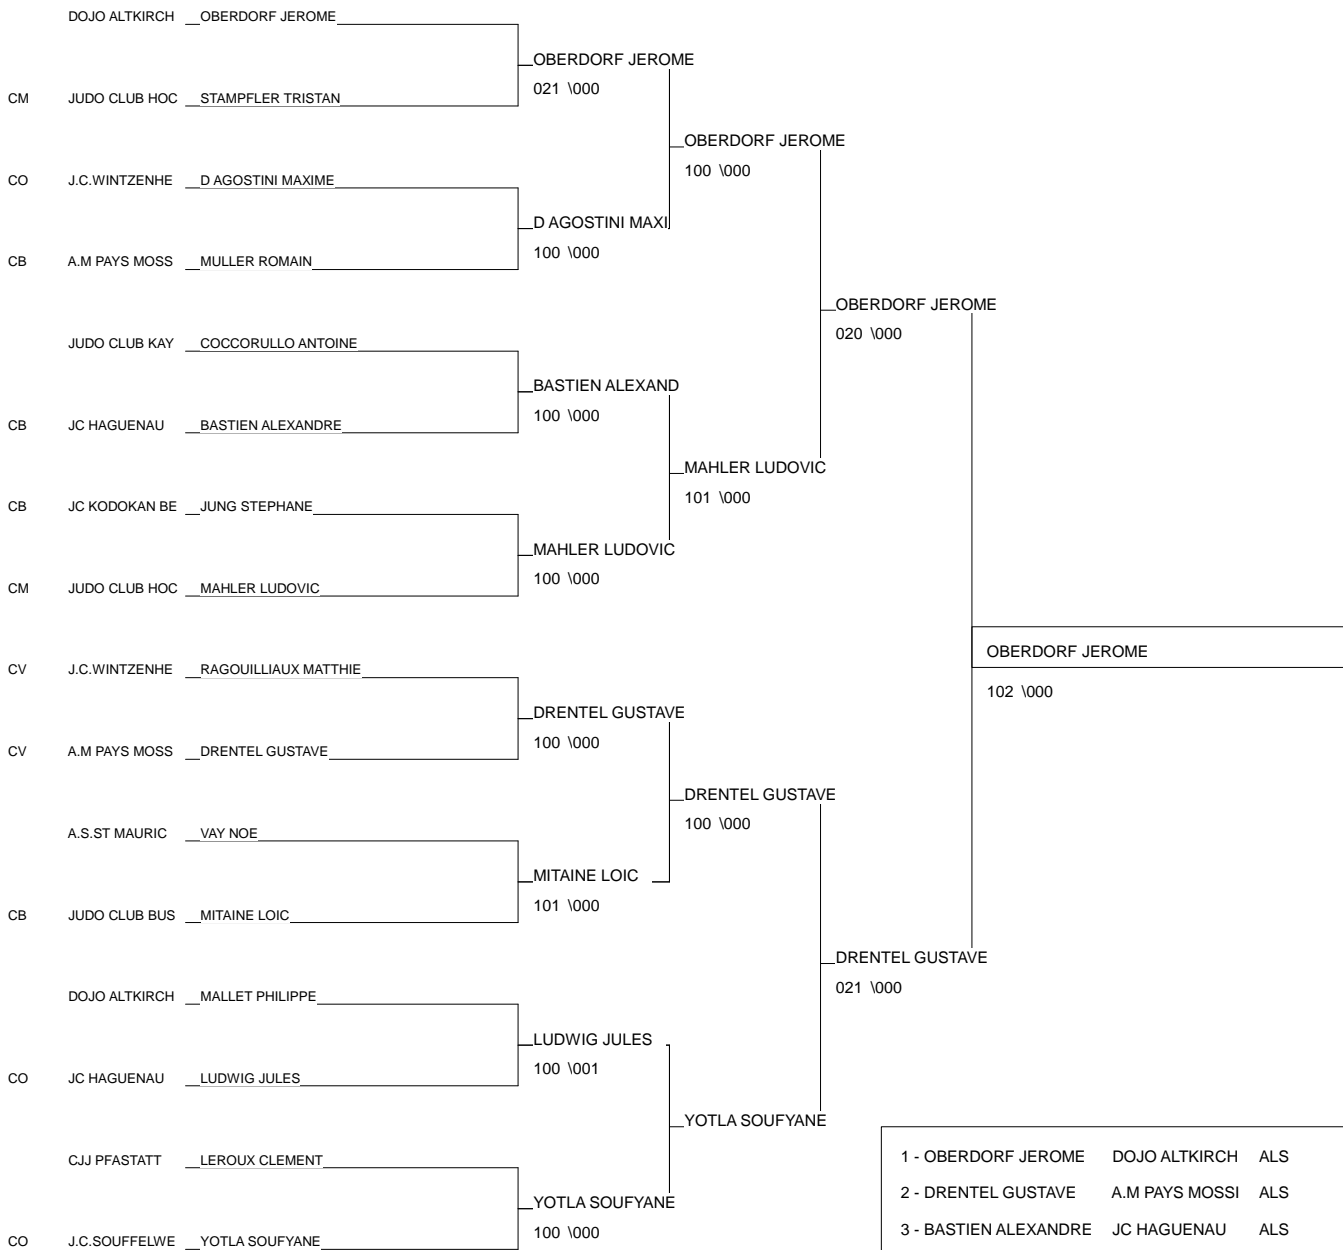 DOJO ALTKIRCH OBERDORF JEROME
OBERDORF JEROME
021 \000
CM JUDO CLUB HOC STAMPFLER TRISTAN
OBERDORF JEROME
100 \000
CO J.C.WINTZENHE D AGOSTINI MAXIME
D AGOSTINI MAXI
100 \000
CB A.M PAYS MOSS MULLER ROMAIN
OBERDORF JEROME
020 \000
JUDO CLUB KAY COCCORULLO ANTOINE
BASTIEN ALEXAND
100 \000
CB JC HAGUENAU BASTIEN ALEXANDRE
MAHLER LUDOVIC
101 \000
CB JC KODOKAN BE JUNG STEPHANE
MAHLER LUDOVIC
100 \000
CM JUDO CLUB HOC MAHLER LUDOVIC
OBERDORF JEROME
102 \000
CV J.C.WINTZENHE RAGOUILLIAUX MATTHIE
DRENTEL GUSTAVE
100 \000
CV A.M PAYS MOSS DRENTEL GUSTAVE
DRENTEL GUSTAVE
100 \000
A.S.ST MAURIC VAY NOE
MITAINE LOIC
101 \000
CB JUDO CLUB BUS MITAINE LOIC
DRENTEL GUSTAVE
021 \000
DOJO ALTKIRCH MALLET PHILIPPE
LUDWIG JULES
100 \001
CO JC HAGUENAU LUDWIG JULES
YOTLA SOUFYANE
CJJ PFASTATT LEROUX CLEMENT
YOTLA SOUFYANE
100 \000
CO J.C.SOUFFELWE YOTLA SOUFYANE
1 - OBERDORF JEROME DOJO ALTKIRCH ALS
2 - DRENTEL GUSTAVE A.M PAYS MOSSI ALS
3 - BASTIEN ALEXANDRE JC HAGUENAU ALS